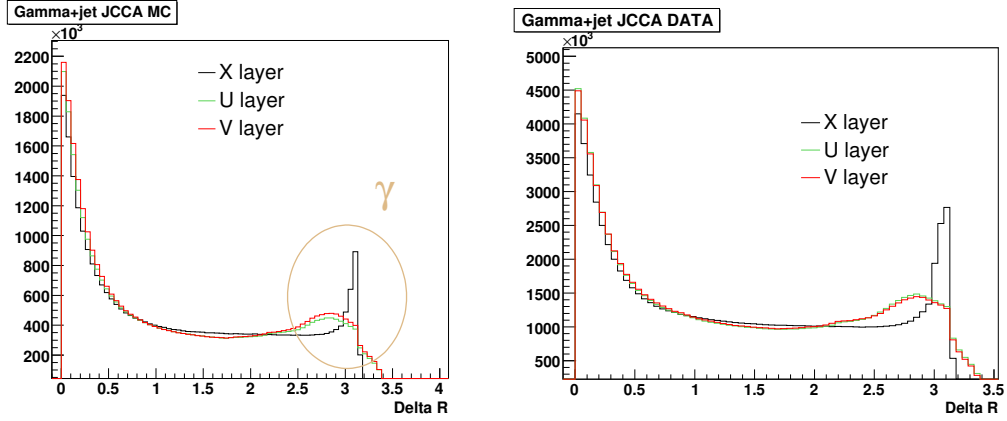 Gamma+jet JCCA MC
×10³
2200
2000
1800
1600
1400
1200
1000
800
600
400
200
X layer
U layer
V layer
γ
0 0.5 1 1.5 2 2.5 3 3.5 4
Delta R
Gamma+jet JCCA DATA
×10³
5000
4500
4000
3500
3000
2500
2000
1500
1000
500
X layer
U layer
V layer
0 0.5 1 1.5 2 2.5 3 3.5
Delta R